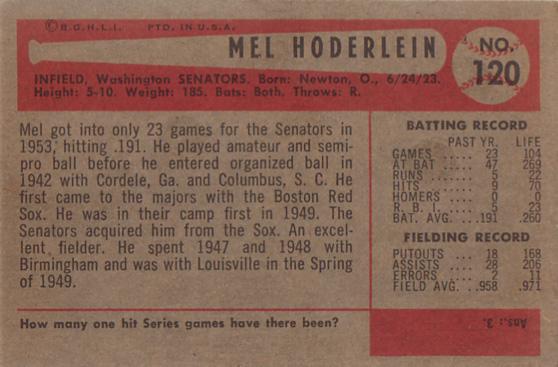 © B.G.H.L.I. PTD. IN U.S.A.
MEL HODERLEIN
NO.
120
INFIELD, Washington SENATORS. Born: Newton, O., 6/24/23.
Height: 5-10. Weight: 185. Bats: Both, Throws: R.
Mel got into only 23 games for the Senators in
1953, hitting .191. He played amateur and semi-
pro ball before he entered organized ball in
1942 with Cordele, Ga. and Columbus, S. C. He
first came to the majors with the Boston Red
Sox. He was in their camp first in 1949. The
Senators acquired him from the Sox. An excel-
lent fielder. He spent 1947 and 1948 with
Birmingham and was with Louisville in the Spring
of 1949.
BATTING RECORD
PAST YR. LIFE
GAMES ..... 23 104
AT BAT ..... 47 269
RUNS ..... 5 22
HITS ..... 9 70
HOMERS .... 0 0
R. B. I. ..... 5 23
BAT. AVG.....191 .260
FIELDING RECORD
PUTOUTS .... 18 168
ASSISTS .... 28 206
ERRORS .... 2 11
FIELD AVG. ..958 .971
How many one hit Series games have there been?
Ans.: 3.